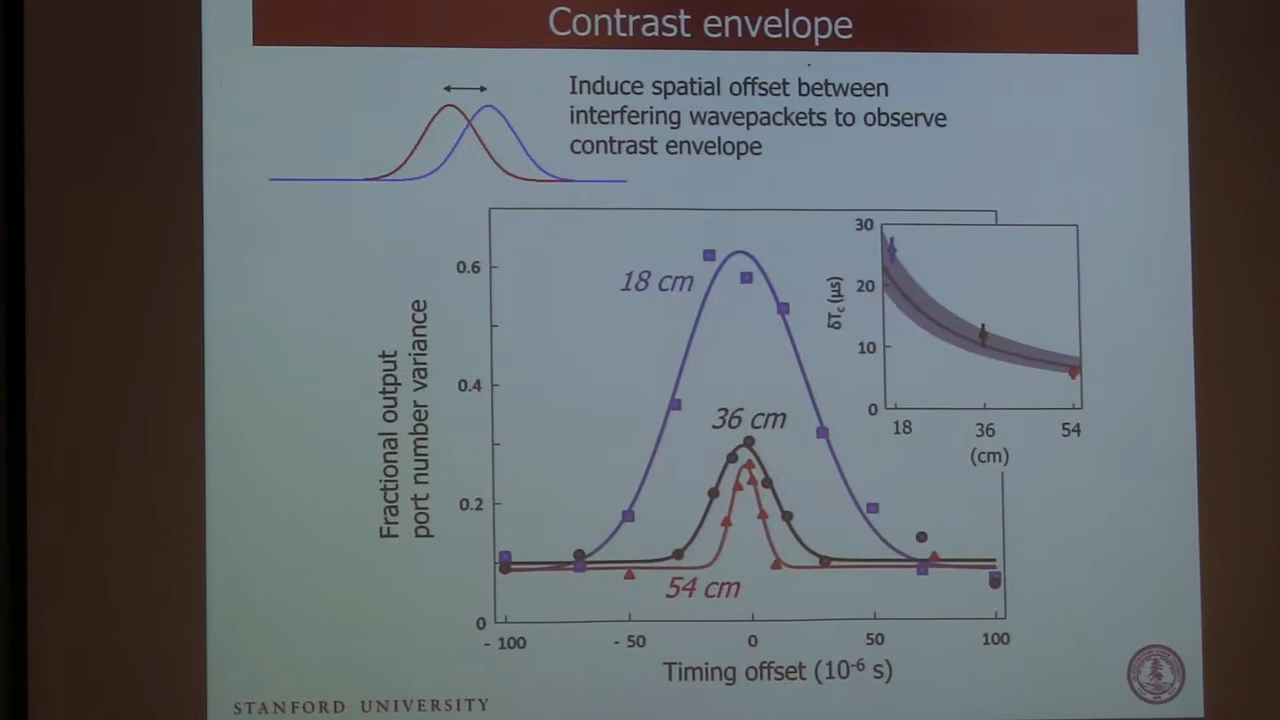 Contrast envelope
Induce spatial offset between
interfering wavepackets to observe
contrast envelope
Fractional output
port number variance
0.6
0.4
0.2
0
18 cm
36 cm
54 cm
- 100
- 50
0
50
100
Timing offset (10⁻⁶ s)
δTc (μs)
30
20
10
0
18
36
54
(cm)
STANFORD UNIVERSITY